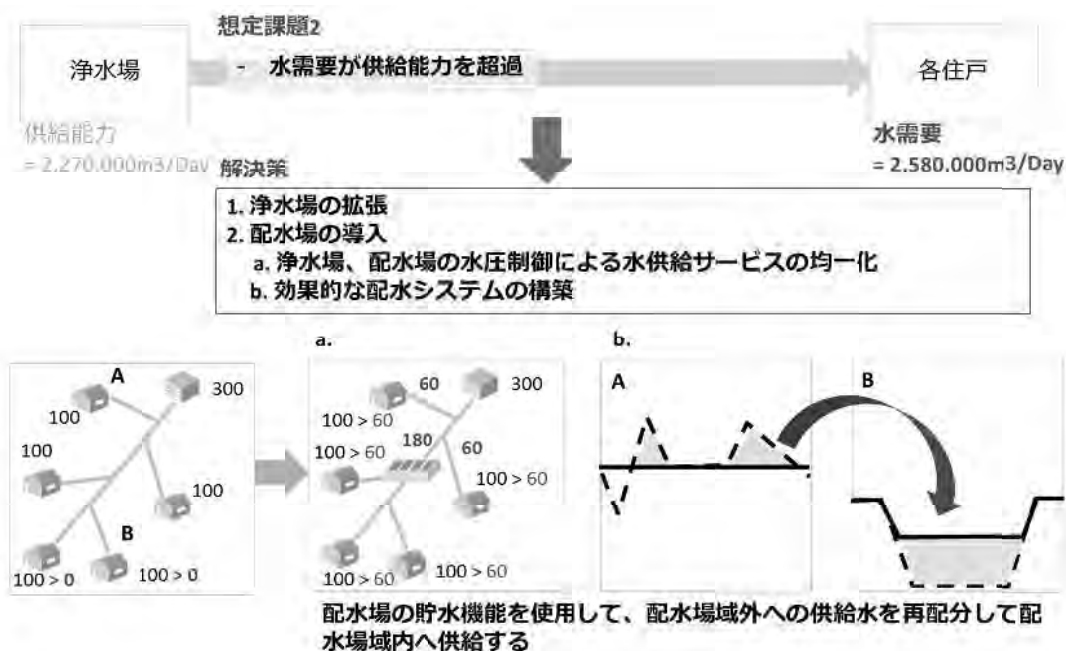 想定課題2
浄水場
- 水需要が供給能力を超過
各住戸
供給能力
= 2.270.000m3/Day
水需要
= 2.580.000m3/Day
解決策
1. 浄水場の拡張
2. 配水場の導入
a. 浄水場、配水場の水圧制御による水供給サービスの均一化
b. 効果的な配水システムの構築
A
300
100
100
100
B
100 > 0
100 > 0
a.
60
300
100 > 60
180
60
100 > 60
100 > 60
100 > 60
100 > 60
b.
A
B
配水場の貯水機能を使用して、配水場域外への供給水を再配分して配
水場域内へ供給する